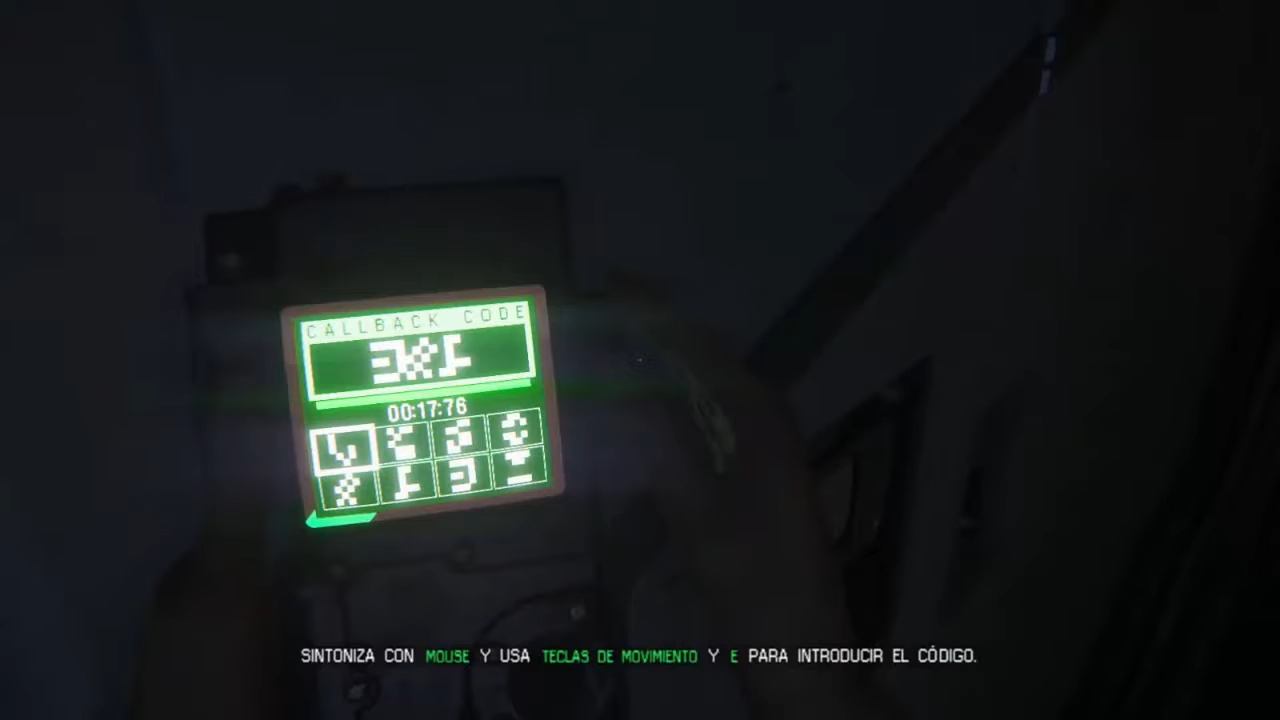 CALLBACK CODE
00:17:76
SINTONIZA CON MOUSE Y USA TECLAS DE MOVIMIENTO Y E PARA INTRODUCIR EL CÓDIGO.